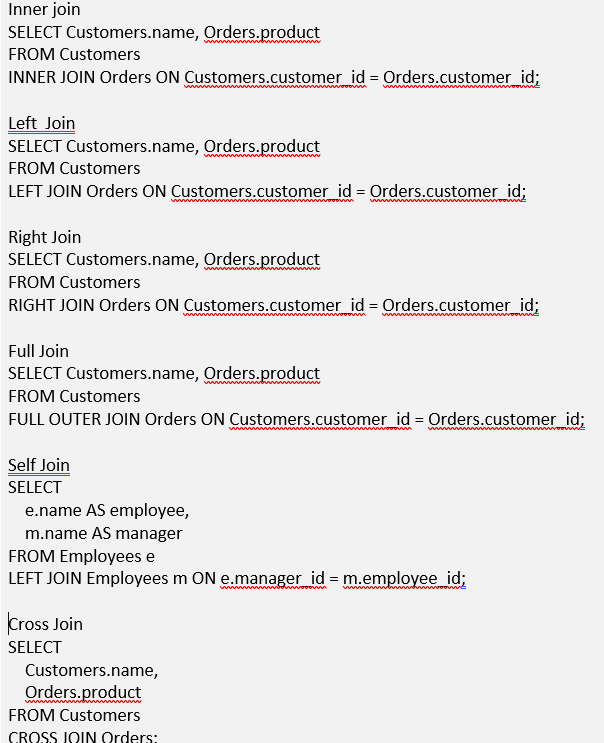 Inner join
SELECT Customers.name, Orders.product
FROM Customers
INNER JOIN Orders ON Customers.customer_id = Orders.customer_id;
Left  Join
SELECT Customers.name, Orders.product
FROM Customers
LEFT JOIN Orders ON Customers.customer_id = Orders.customer_id;
Right Join
SELECT Customers.name, Orders.product
FROM Customers
RIGHT JOIN Orders ON Customers.customer_id = Orders.customer_id;
Full Join
SELECT Customers.name, Orders.product
FROM Customers
FULL OUTER JOIN Orders ON Customers.customer_id = Orders.customer_id;
Self Join
SELECT
    e.name AS employee,
    m.name AS manager
FROM Employees e
LEFT JOIN Employees m ON e.manager_id = m.employee_id;
Cross Join
SELECT
    Customers.name,
    Orders.product
FROM Customers
CROSS JOIN Orders;